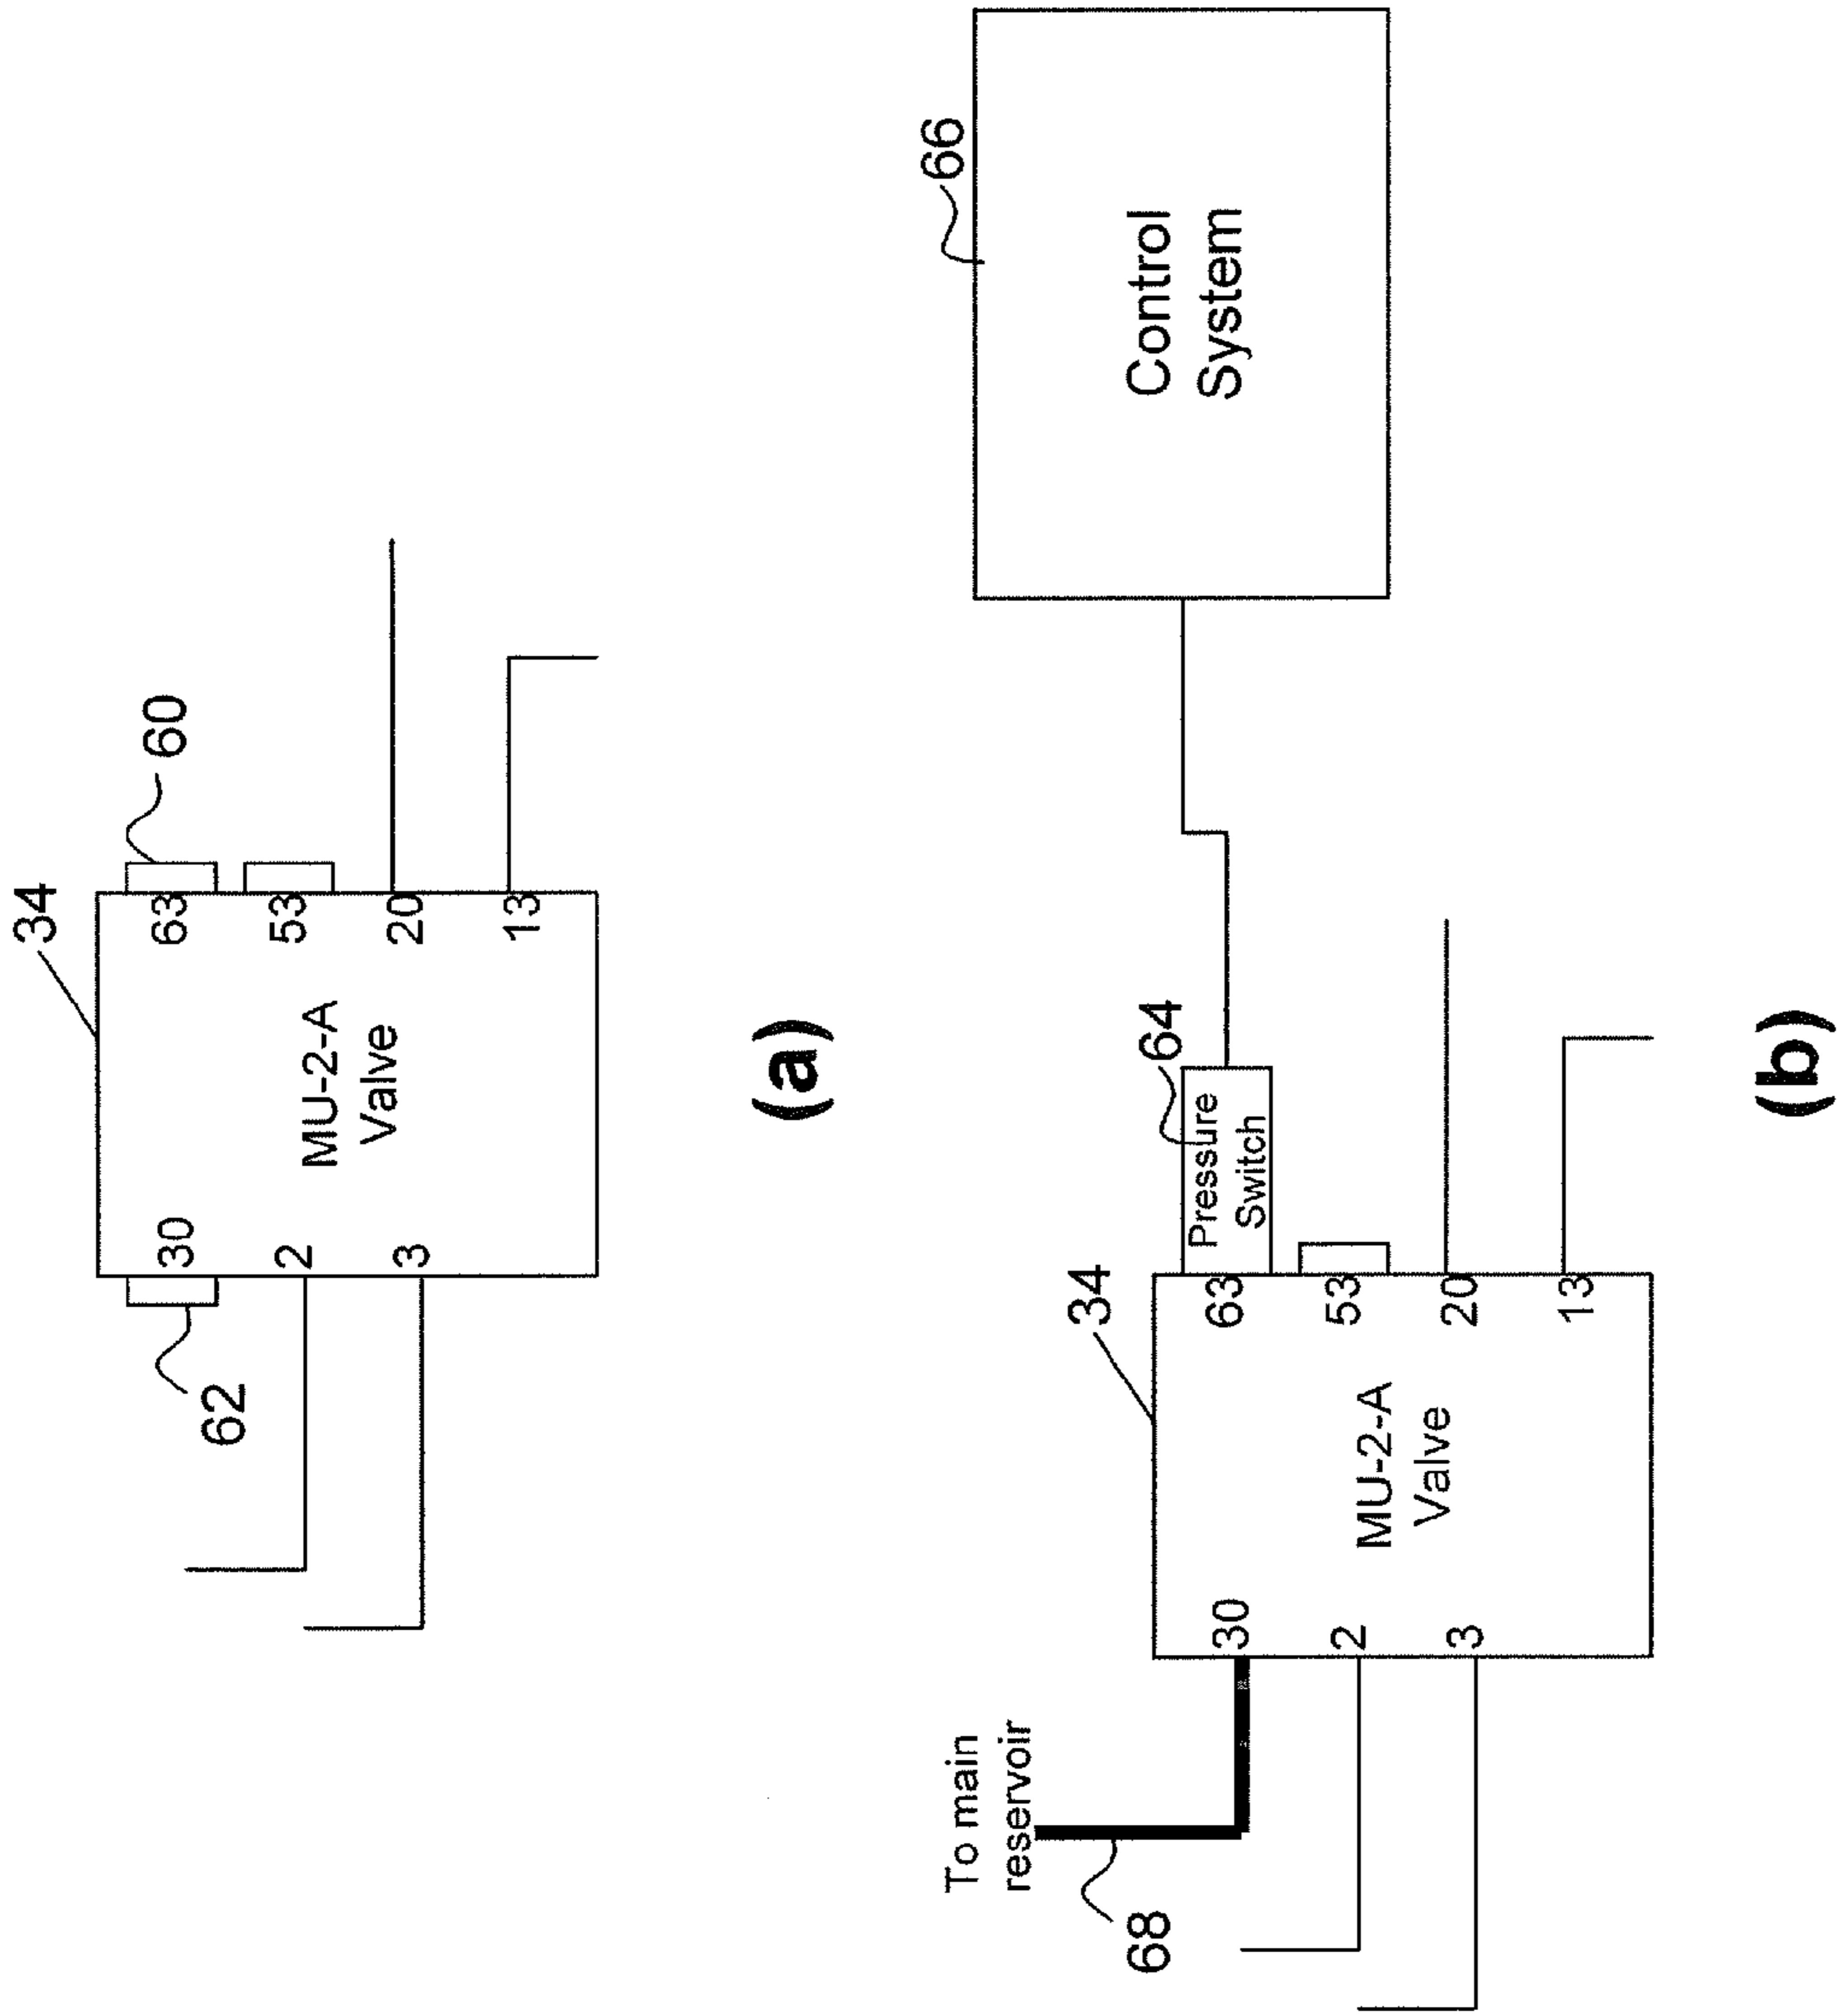 34
60
62
30
63
2
53
3
20
13
MU-2-A
Valve
(a)
66
Control
System
To main
reservoir
68
64
Pressure
Switch
34
30
63
2
53
3
20
13
MU-2-A
Valve
(b)